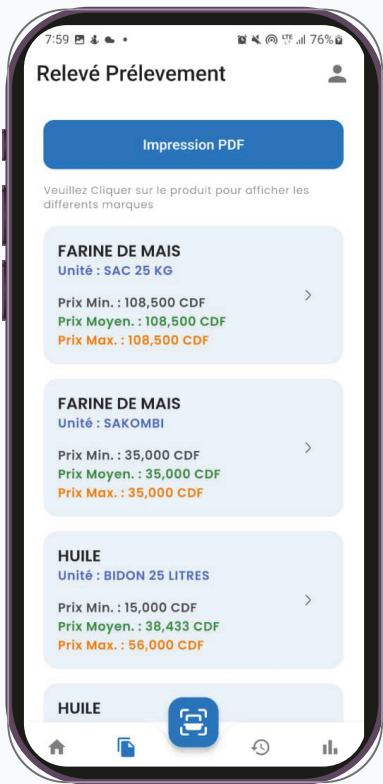 7:59
LTE
76%
Relevé Prélevement
Impression PDF
Veuillez Cliquer sur le produit pour afficher les
differents marques
FARINE DE MAIS
Unité : SAC 25 KG
Prix Min. : 108,500 CDF
Prix Moyen. : 108,500 CDF
Prix Max. : 108,500 CDF
FARINE DE MAIS
Unité : SAKOMBI
Prix Min. : 35,000 CDF
Prix Moyen. : 35,000 CDF
Prix Max. : 35,000 CDF
HUILE
Unité : BIDON 25 LITRES
Prix Min. : 15,000 CDF
Prix Moyen. : 38,433 CDF
Prix Max. : 56,000 CDF
HUILE